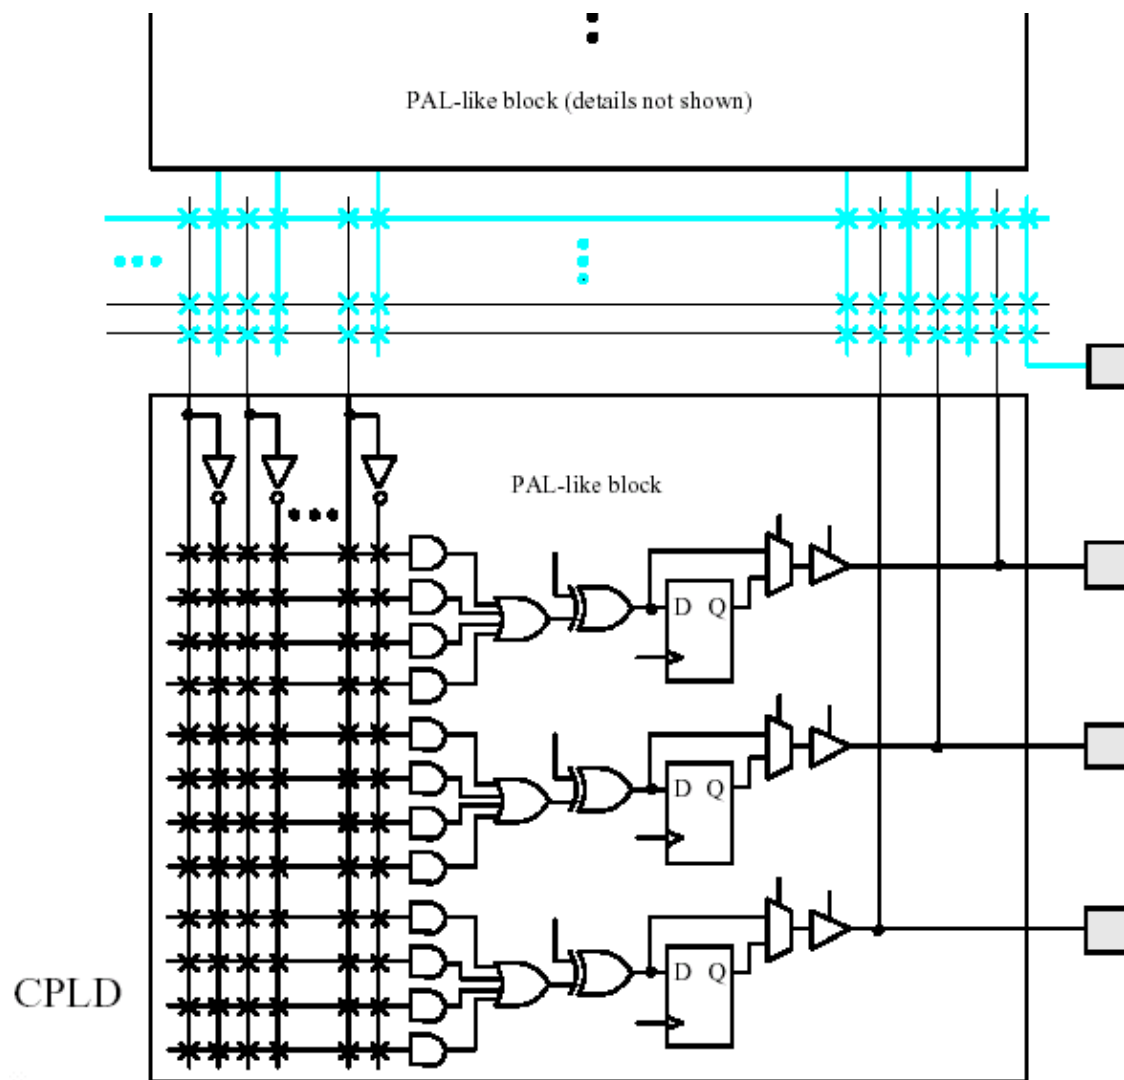 PAL-like block (details not shown)
PAL-like block
D Q
D Q
D Q
CPLD